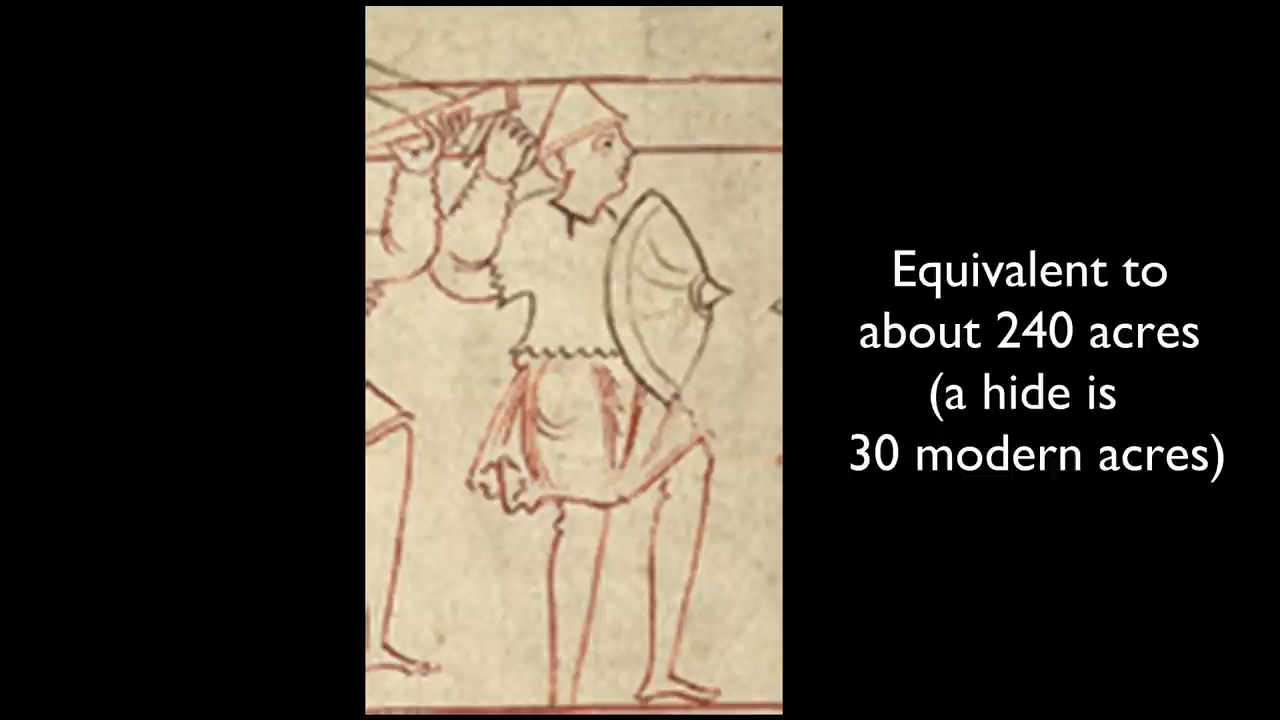 Equivalent to
about 240 acres
(a hide is
30 modern acres)